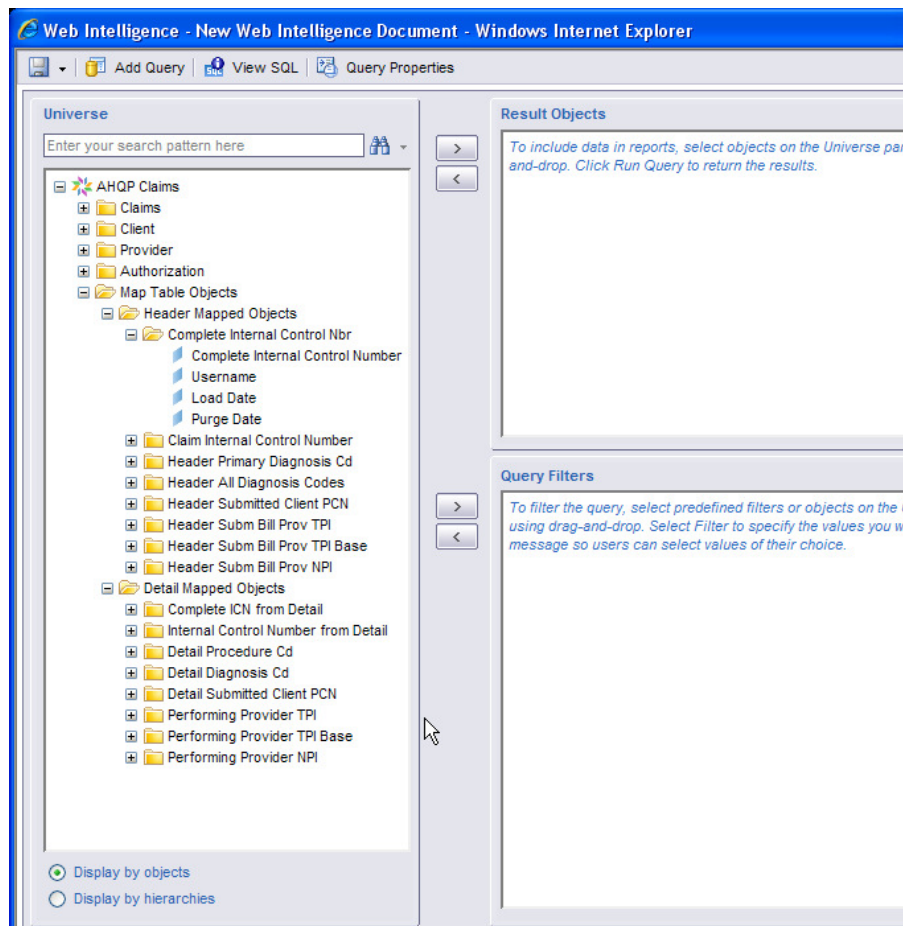 Web Intelligence - New Web Intelligence Document - Windows Internet Explorer
Add Query View SQL Query Properties
Universe
Enter your search pattern here
AHQP Claims
Claims
Client
Provider
Authorization
Map Table Objects
Header Mapped Objects
Complete Internal Control Nbr
Complete Internal Control Number
Username
Load Date
Purge Date
Claim Internal Control Number
Header Primary Diagnosis Cd
Header All Diagnosis Codes
Header Submitted Client PCN
Header Subm Bill Prov TPI
Header Subm Bill Prov TPI Base
Header Subm Bill Prov NPI
Detail Mapped Objects
Complete ICN from Detail
Internal Control Number from Detail
Detail Procedure Cd
Detail Diagnosis Cd
Detail Submitted Client PCN
Performing Provider TPI
Performing Provider TPI Base
Performing Provider NPI
Display by objects
Display by hierarchies
>
<
Result Objects
To include data in reports, select objects on the Universe
and-drop. Click Run Query to return the results.
>
<
Query Filters
To filter the query, select predefined filters or objects on the
using drag-and-drop. Select Filter to specify the values you
message so users can select values of their choice.